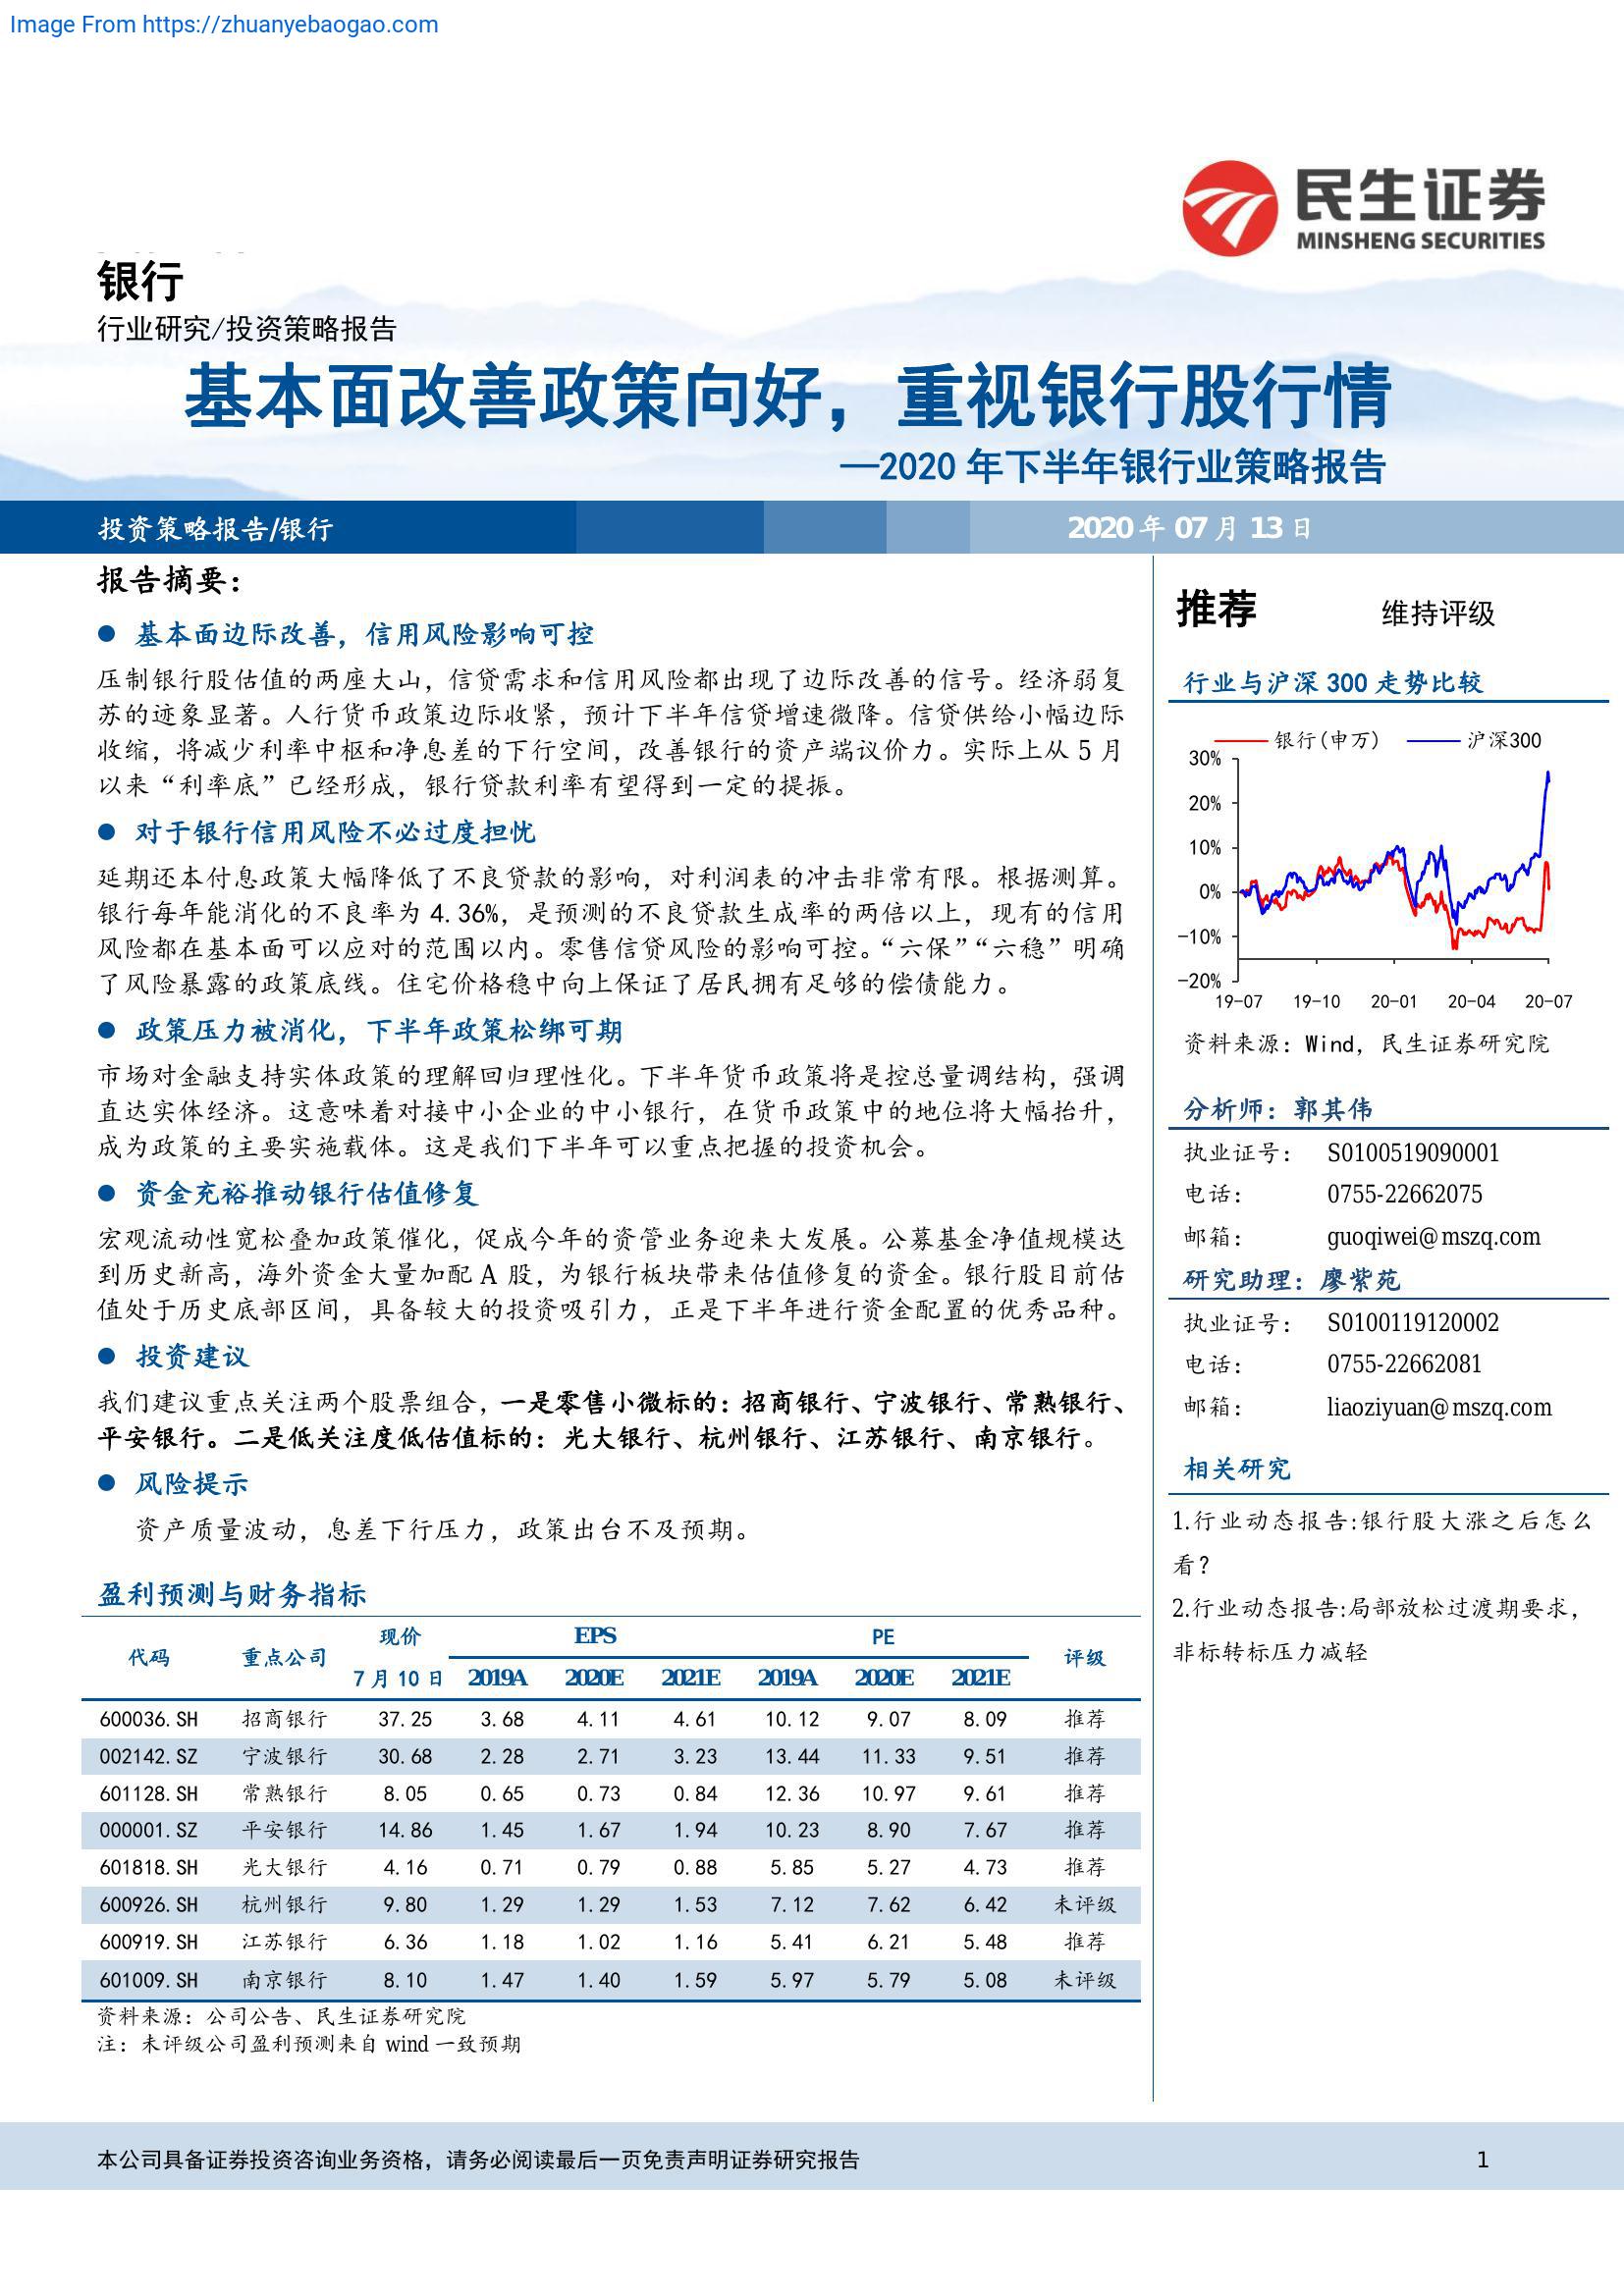 Image From https://zhuanyebaogao.com
民生证券
MINSHENG SECURITIES
银行
行业研究/投资策略报告
基本面改善政策向好，重视银行股行情
—2020 年下半年银行业策略报告
投资策略报告/银行
2020 年 07 月 13 日
报告摘要：
● 基本面边际改善，信用风险影响可控
压制银行股估值的两座大山，信贷需求和信用风险都出现了边际改善的信号。经济弱复
苏的迹象显著。人行货币政策边际收紧，预计下半年信贷增速微降。信贷供给小幅边际
收缩，将减少利率中枢和净息差的下行空间，改善银行的资产端议价力。实际上从 5 月
以来“利率底”已经形成，银行贷款利率有望得到一定的提振。
● 对于银行信用风险不必过度担忧
延期还本付息政策大幅降低了不良贷款的影响，对利润表的冲击非常有限。根据测算。
银行每年能消化的不良率为 4.36%，是预测的不良贷款生成率的两倍以上，现有的信用
风险都在基本面可以应对的范围以内。零售信贷风险的影响可控。“六保”“六稳”明确
了风险暴露的政策底线。住宅价格稳中向上保证了居民拥有足够的偿债能力。
● 政策压力被消化，下半年政策松绑可期
市场对金融支持实体政策的理解回归理性化。下半年货币政策将是控总量调结构，强调
直达实体经济。这意味着对接中小企业的中小银行，在货币政策中的地位将大幅抬升，
成为政策的主要实施载体。这是我们下半年可以重点把握的投资机会。
● 资金充裕推动银行估值修复
宏观流动性宽松叠加政策催化，促成今年的资管业务迎来大发展。公募基金净值规模达
到历史新高，海外资金大量加配 A 股，为银行板块带来估值修复的资金。银行股目前估
值处于历史底部区间，具备较大的投资吸引力，正是下半年进行资金配置的优秀品种。
● 投资建议
我们建议重点关注两个股票组合，一是零售小微标的：招商银行、宁波银行、常熟银行、
平安银行。二是低关注度低估值标的：光大银行、杭州银行、江苏银行、南京银行。
● 风险提示
资产质量波动，息差下行压力，政策出台不及预期。
盈利预测与财务指标
代码 重点公司 现价 EPS PE 评级
7 月 10 日 2019A 2020E 2021E 2019A 2020E 2021E
600036.SH 招商银行 37.25 3.68 4.11 4.61 10.12 9.07 8.09 推荐
002142.SZ 宁波银行 30.68 2.28 2.71 3.23 13.44 11.33 9.51 推荐
601128.SH 常熟银行 8.05 0.65 0.73 0.84 12.36 10.97 9.61 推荐
000001.SZ 平安银行 14.86 1.45 1.67 1.94 10.23 8.90 7.67 推荐
601818.SH 光大银行 4.16 0.71 0.79 0.88 5.85 5.27 4.73 推荐
600926.SH 杭州银行 9.80 1.29 1.29 1.53 7.12 7.62 6.42 未评级
600919.SH 江苏银行 6.36 1.18 1.02 1.16 5.41 6.21 5.48 推荐
601009.SH 南京银行 8.10 1.47 1.40 1.59 5.97 5.79 5.08 未评级
资料来源：公司公告、民生证券研究院
注：未评级公司盈利预测来自 wind 一致预期
推荐 维持评级
行业与沪深 300 走势比较
银行(申万) 沪深300
30%
20%
10%
0%
-10%
-20%
19-07 19-10 20-01 20-04 20-07
资料来源：Wind，民生证券研究院
分析师：郭其伟
执业证号： S0100519090001
电话： 0755-22662075
邮箱： guoqiwei@mszq.com
研究助理：廖紫苑
执业证号： S0100119120002
电话： 0755-22662081
邮箱： liaoziyuan@mszq.com
相关研究
1.行业动态报告:银行股大涨之后怎么
看?
2.行业动态报告:局部放松过渡期要求，
非标转标压力减轻
本公司具备证券投资咨询业务资格，请务必阅读最后一页免责声明证券研究报告
1